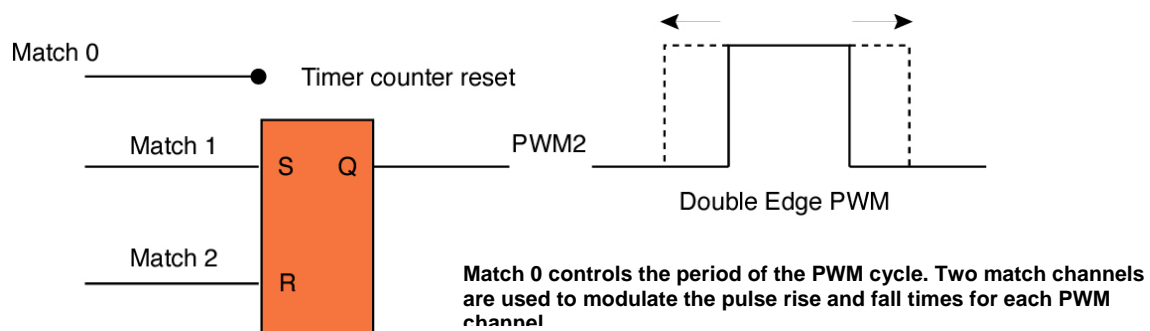 Match 0
Timer counter reset
Match 1
S Q
PWM2
Double Edge PWM
Match 2
R
Match 0 controls the period of the PWM cycle. Two match channels
are used to modulate the pulse rise and fall times for each PWM
channel